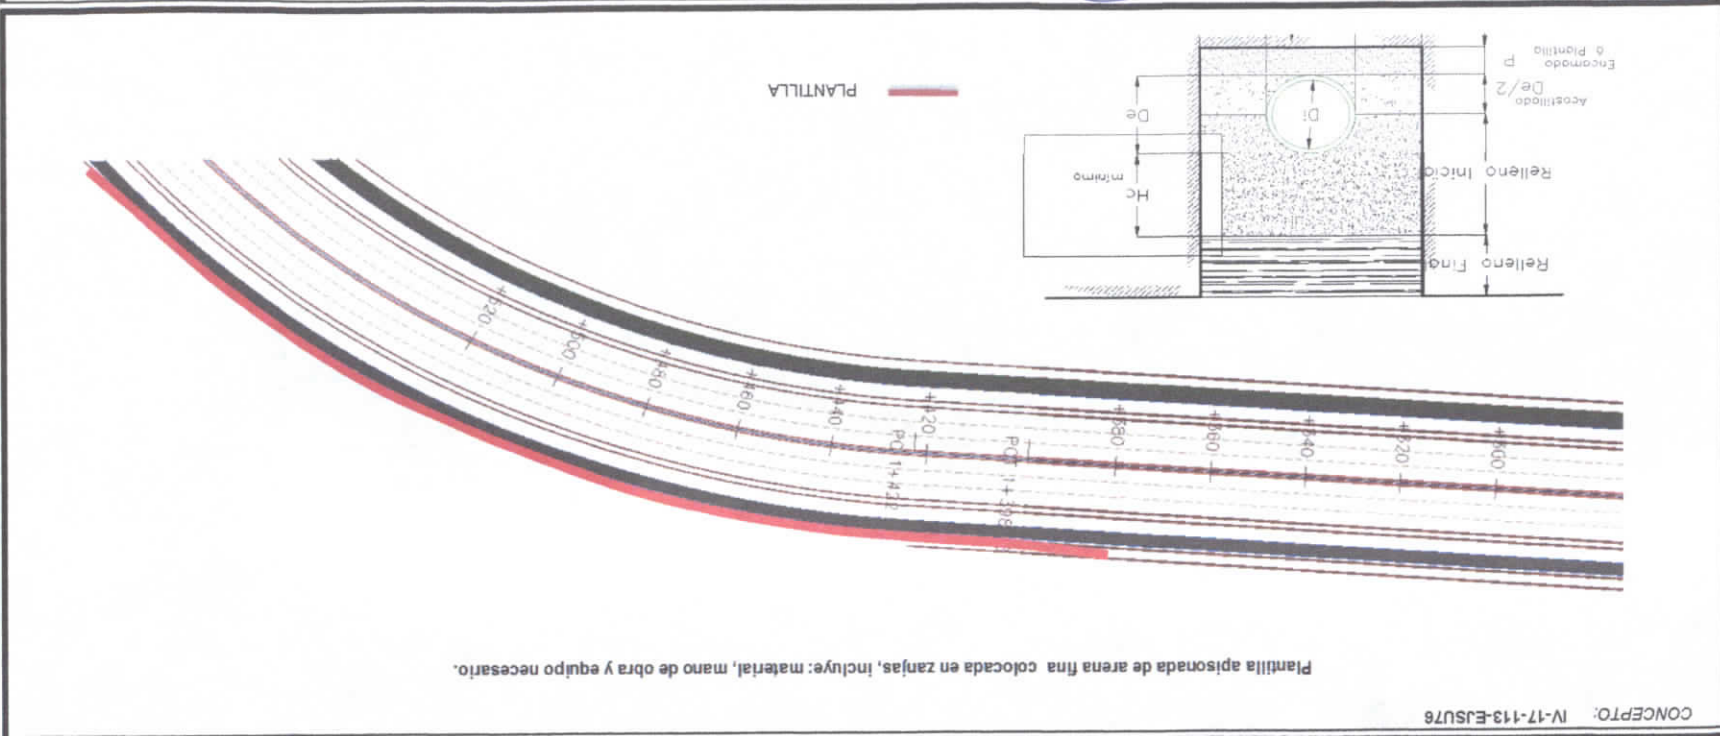 CONCEPTO: IV-17-113-EJSU76
Plantilla apisonada de arena fina colocada en zanjas, incluye: material, mano de obra y equipo necesario.
+300
+320
+340
+360
+380
+420
+440
+460
+480
+500
+520
Relleno Final
Relleno Inicial
Hc
mínimo
Acostillado
De/2
Di
De
Encamado
ó Plantilla
P
PLANTILLA